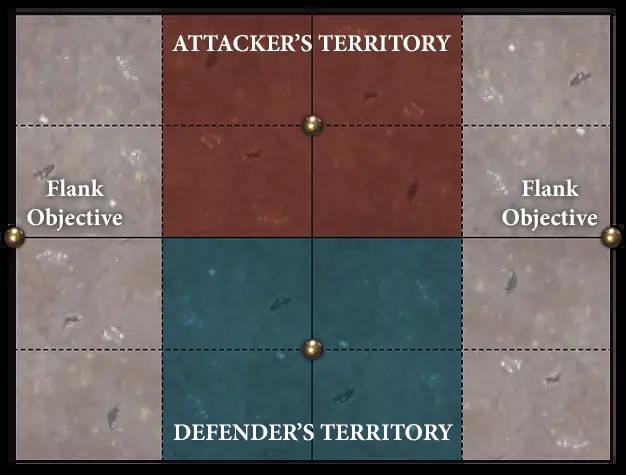 ATTACKER'S TERRITORY
Flank
Objective
Flank
Objective
DEFENDER'S TERRITORY